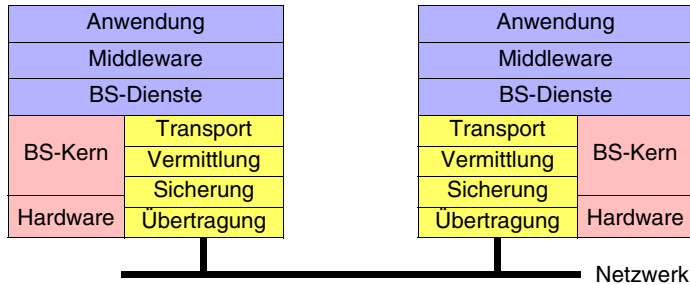 Anwendung
Middleware
BS-Dienste
BS-Kern
Hardware
Transport
Vermittlung
Sicherung
Übertragung
Anwendung
Middleware
BS-Dienste
Transport
Vermittlung
Sicherung
Übertragung
BS-Kern
Hardware
Netzwerk